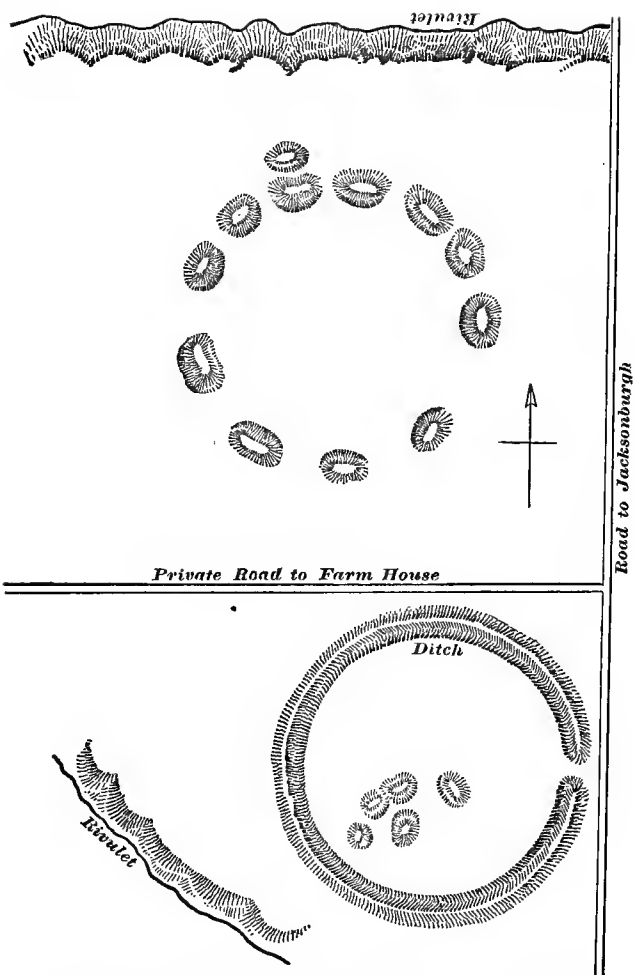 Rivulet
Road to Jacksonburgh
Private Road to Farm House
Ditch
Rivulet